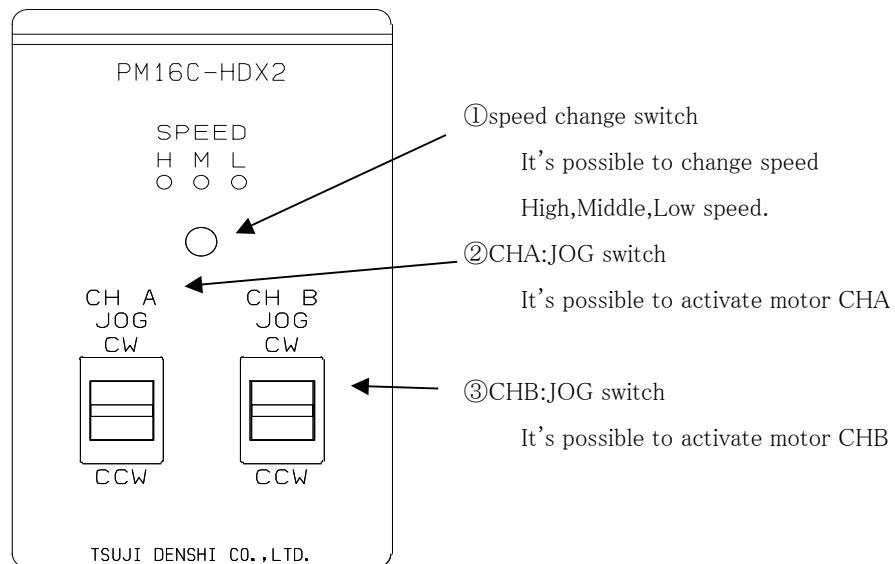 PM16C-HDX2
SPEED
H M L
CH A
JOG
CW
CCW
CH B
JOG
CW
CCW
TSUJI DENSHI CO.,LTD.
①speed change switch
It's possible to change speed
High,Middle,Low speed.
②CHA:JOG switch
It's possible to activate motor CHA
③CHB:JOG switch
It's possible to activate motor CHB